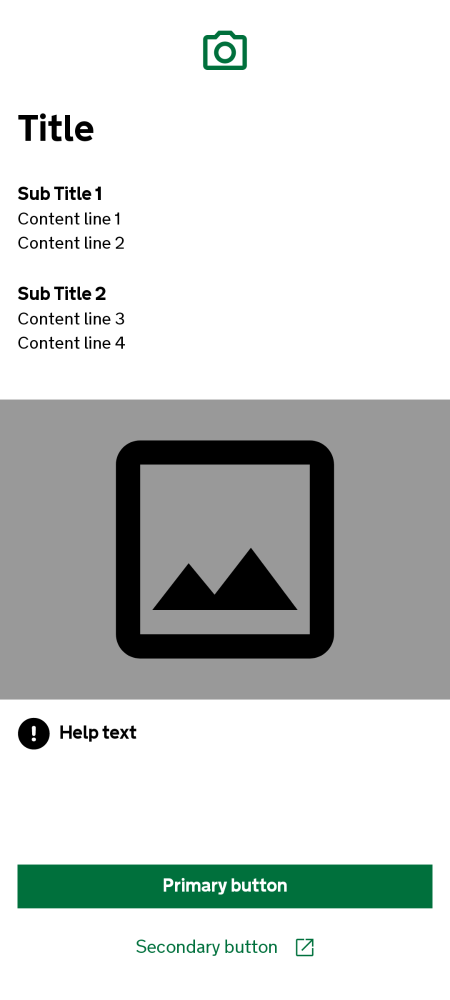 Title
Sub Title 1
Content line 1
Content line 2
Sub Title 2
Content line 3
Content line 4
Help text
Primary button
Secondary button